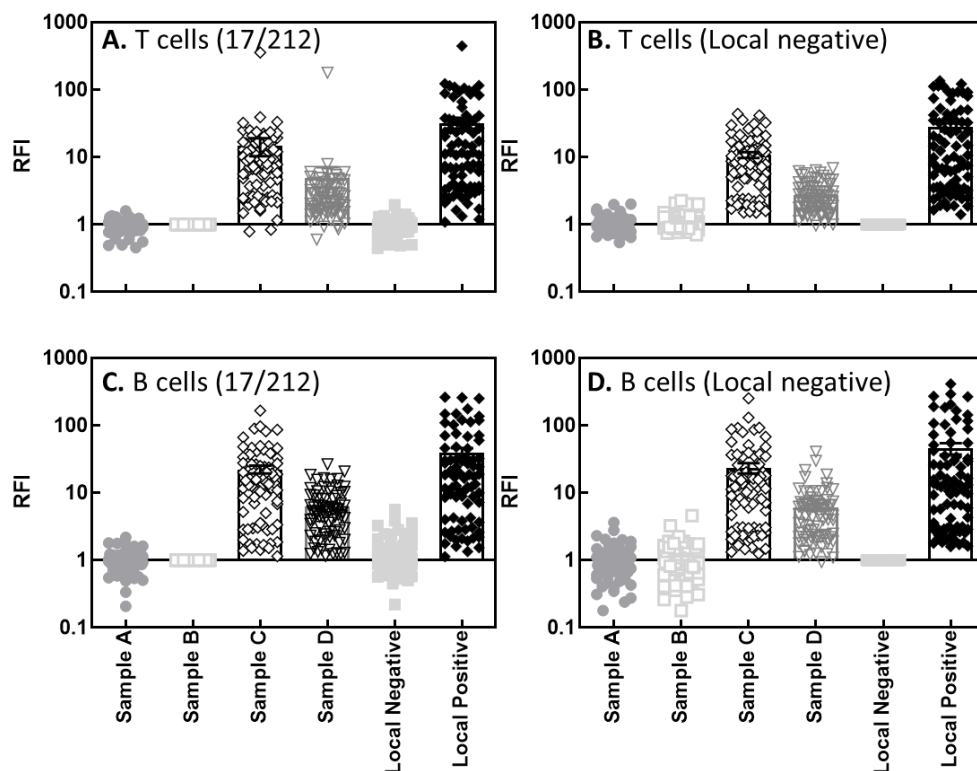 A. T cells (17/212)
1000
100
10
1
0.1
RFI
B. T cells (Local negative)
1000
100
10
1
0.1
RFI
C. B cells (17/212)
1000
100
10
1
0.1
RFI
Sample A
Sample B
Sample C
Sample D
Local Negative
Local Positive
D. B cells (Local negative)
1000
100
10
1
0.1
RFI
Sample A
Sample B
Sample C
Sample D
Local Negative
Local Positive